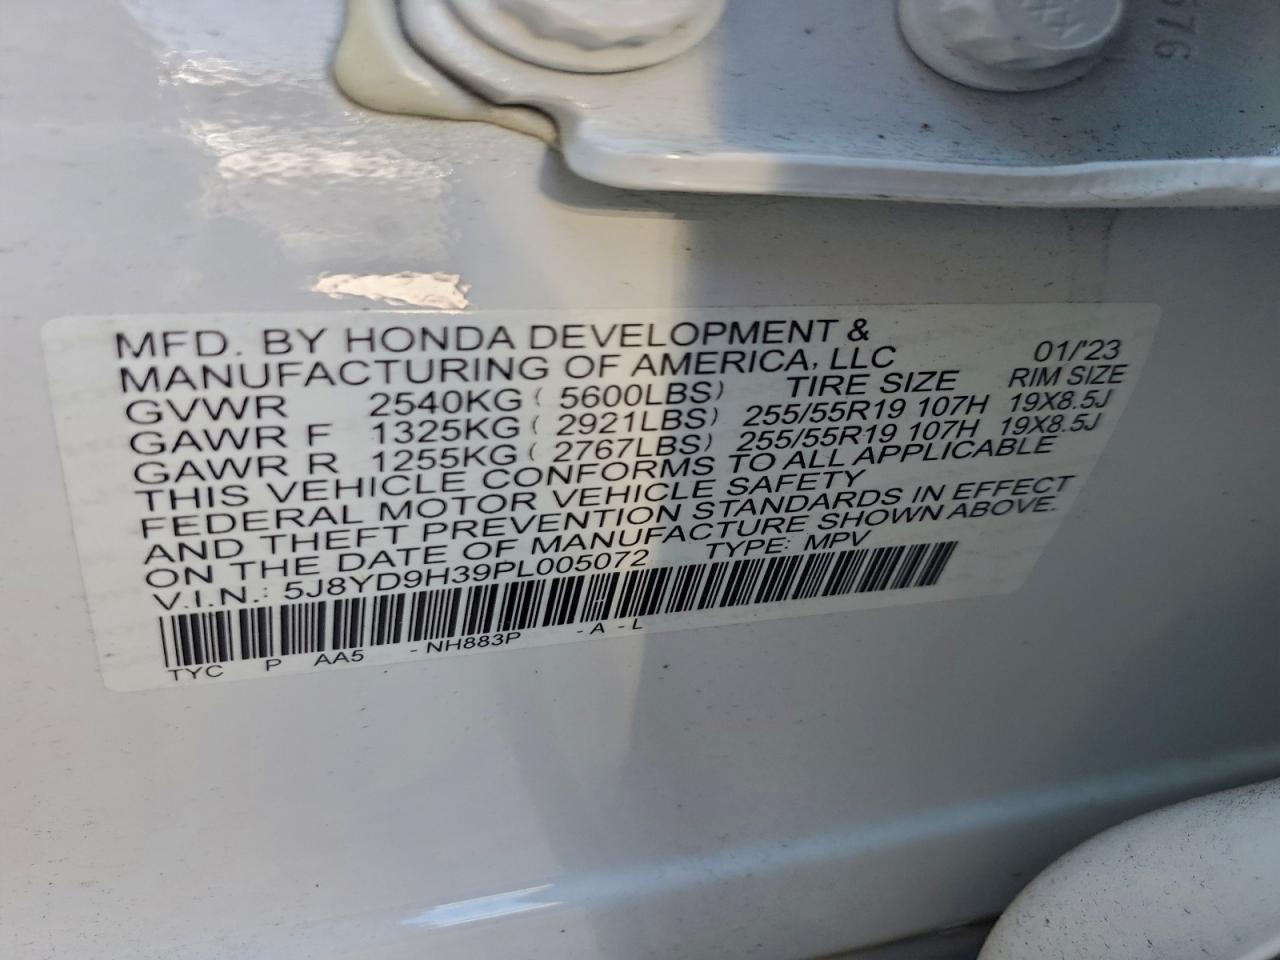 576
MFD. BY HONDA DEVELOPMENT &
MANUFACTURING OF AMERICA, LLC 01/'23
GVWR 2540KG ( 5600LBS) TIRE SIZE RIM SIZE
GAWR F 1325KG ( 2921LBS) 255/55R19 107H 19X8.5J
GAWR R 1255KG ( 2767LBS) 255/55R19 107H 19X8.5J
THIS VEHICLE CONFORMS TO ALL APPLICABLE
FEDERAL MOTOR VEHICLE SAFETY
AND THEFT PREVENTION STANDARDS IN EFFECT
ON THE DATE OF MANUFACTURE SHOWN ABOVE.
V.I.N.: 5J8YD9H39PL005072 TYPE: MPV
TYC P AA5 -NH883P -A-L